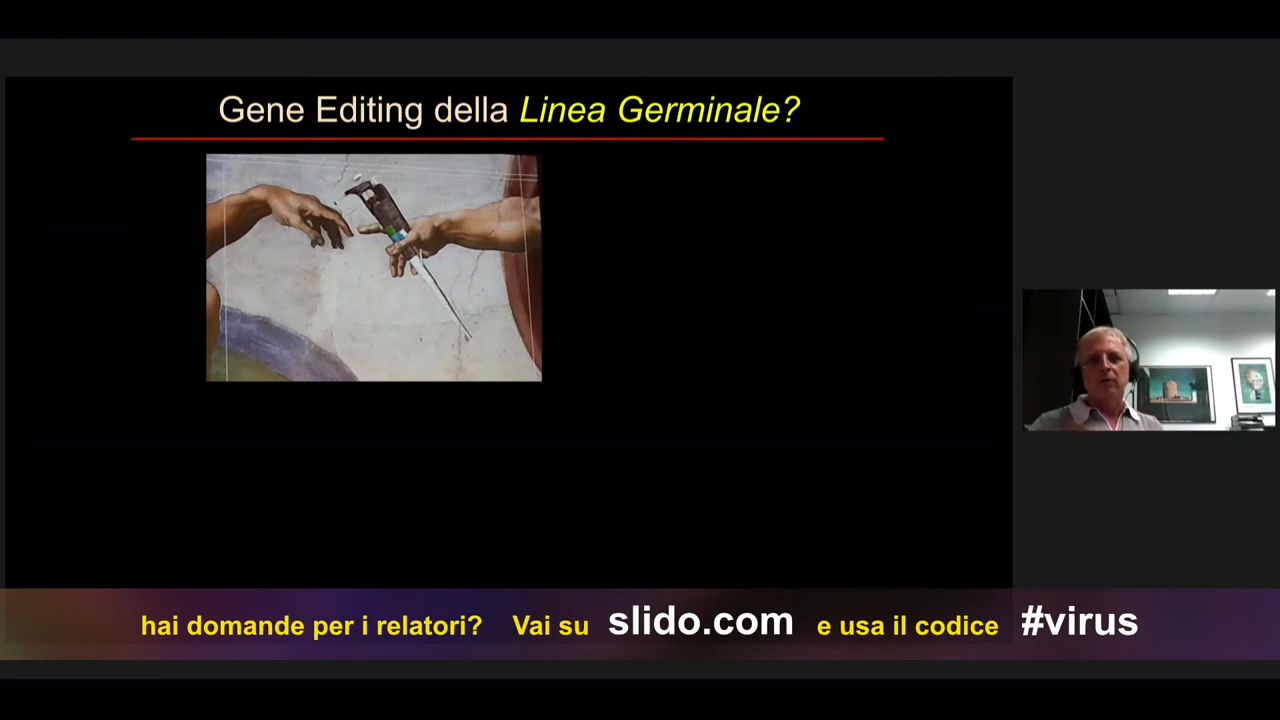 Gene Editing della Linea Germinale?
hai domande per i relatori? Vai su slido.com e usa il codice #virus